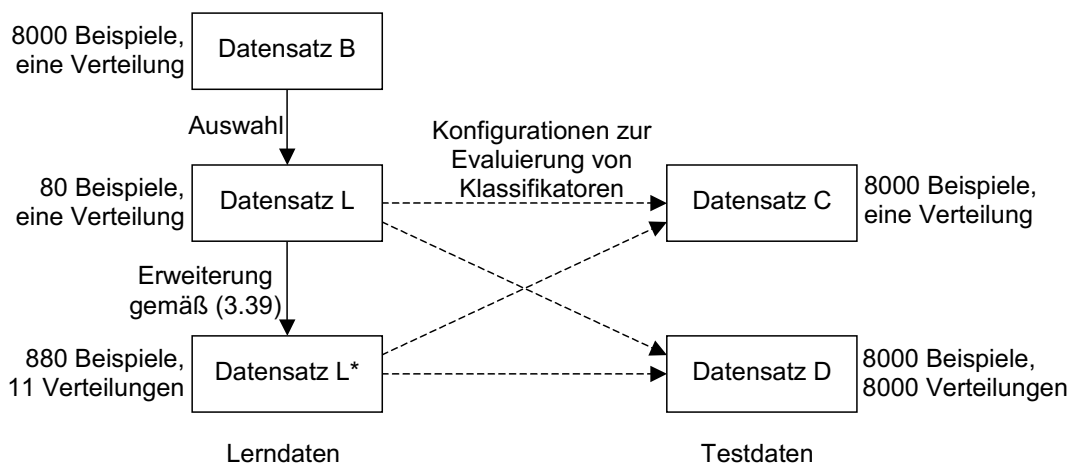 8000 Beispiele,
eine Verteilung
Datensatz B
Auswahl
Konfigurationen zur
Evaluierung von
Klassifikatoren
80 Beispiele,
eine Verteilung
Datensatz L
Datensatz C
8000 Beispiele,
eine Verteilung
Erweiterung
gemäß (3.39)
880 Beispiele,
11 Verteilungen
Datensatz L*
Datensatz D
8000 Beispiele,
8000 Verteilungen
Lerndaten
Testdaten